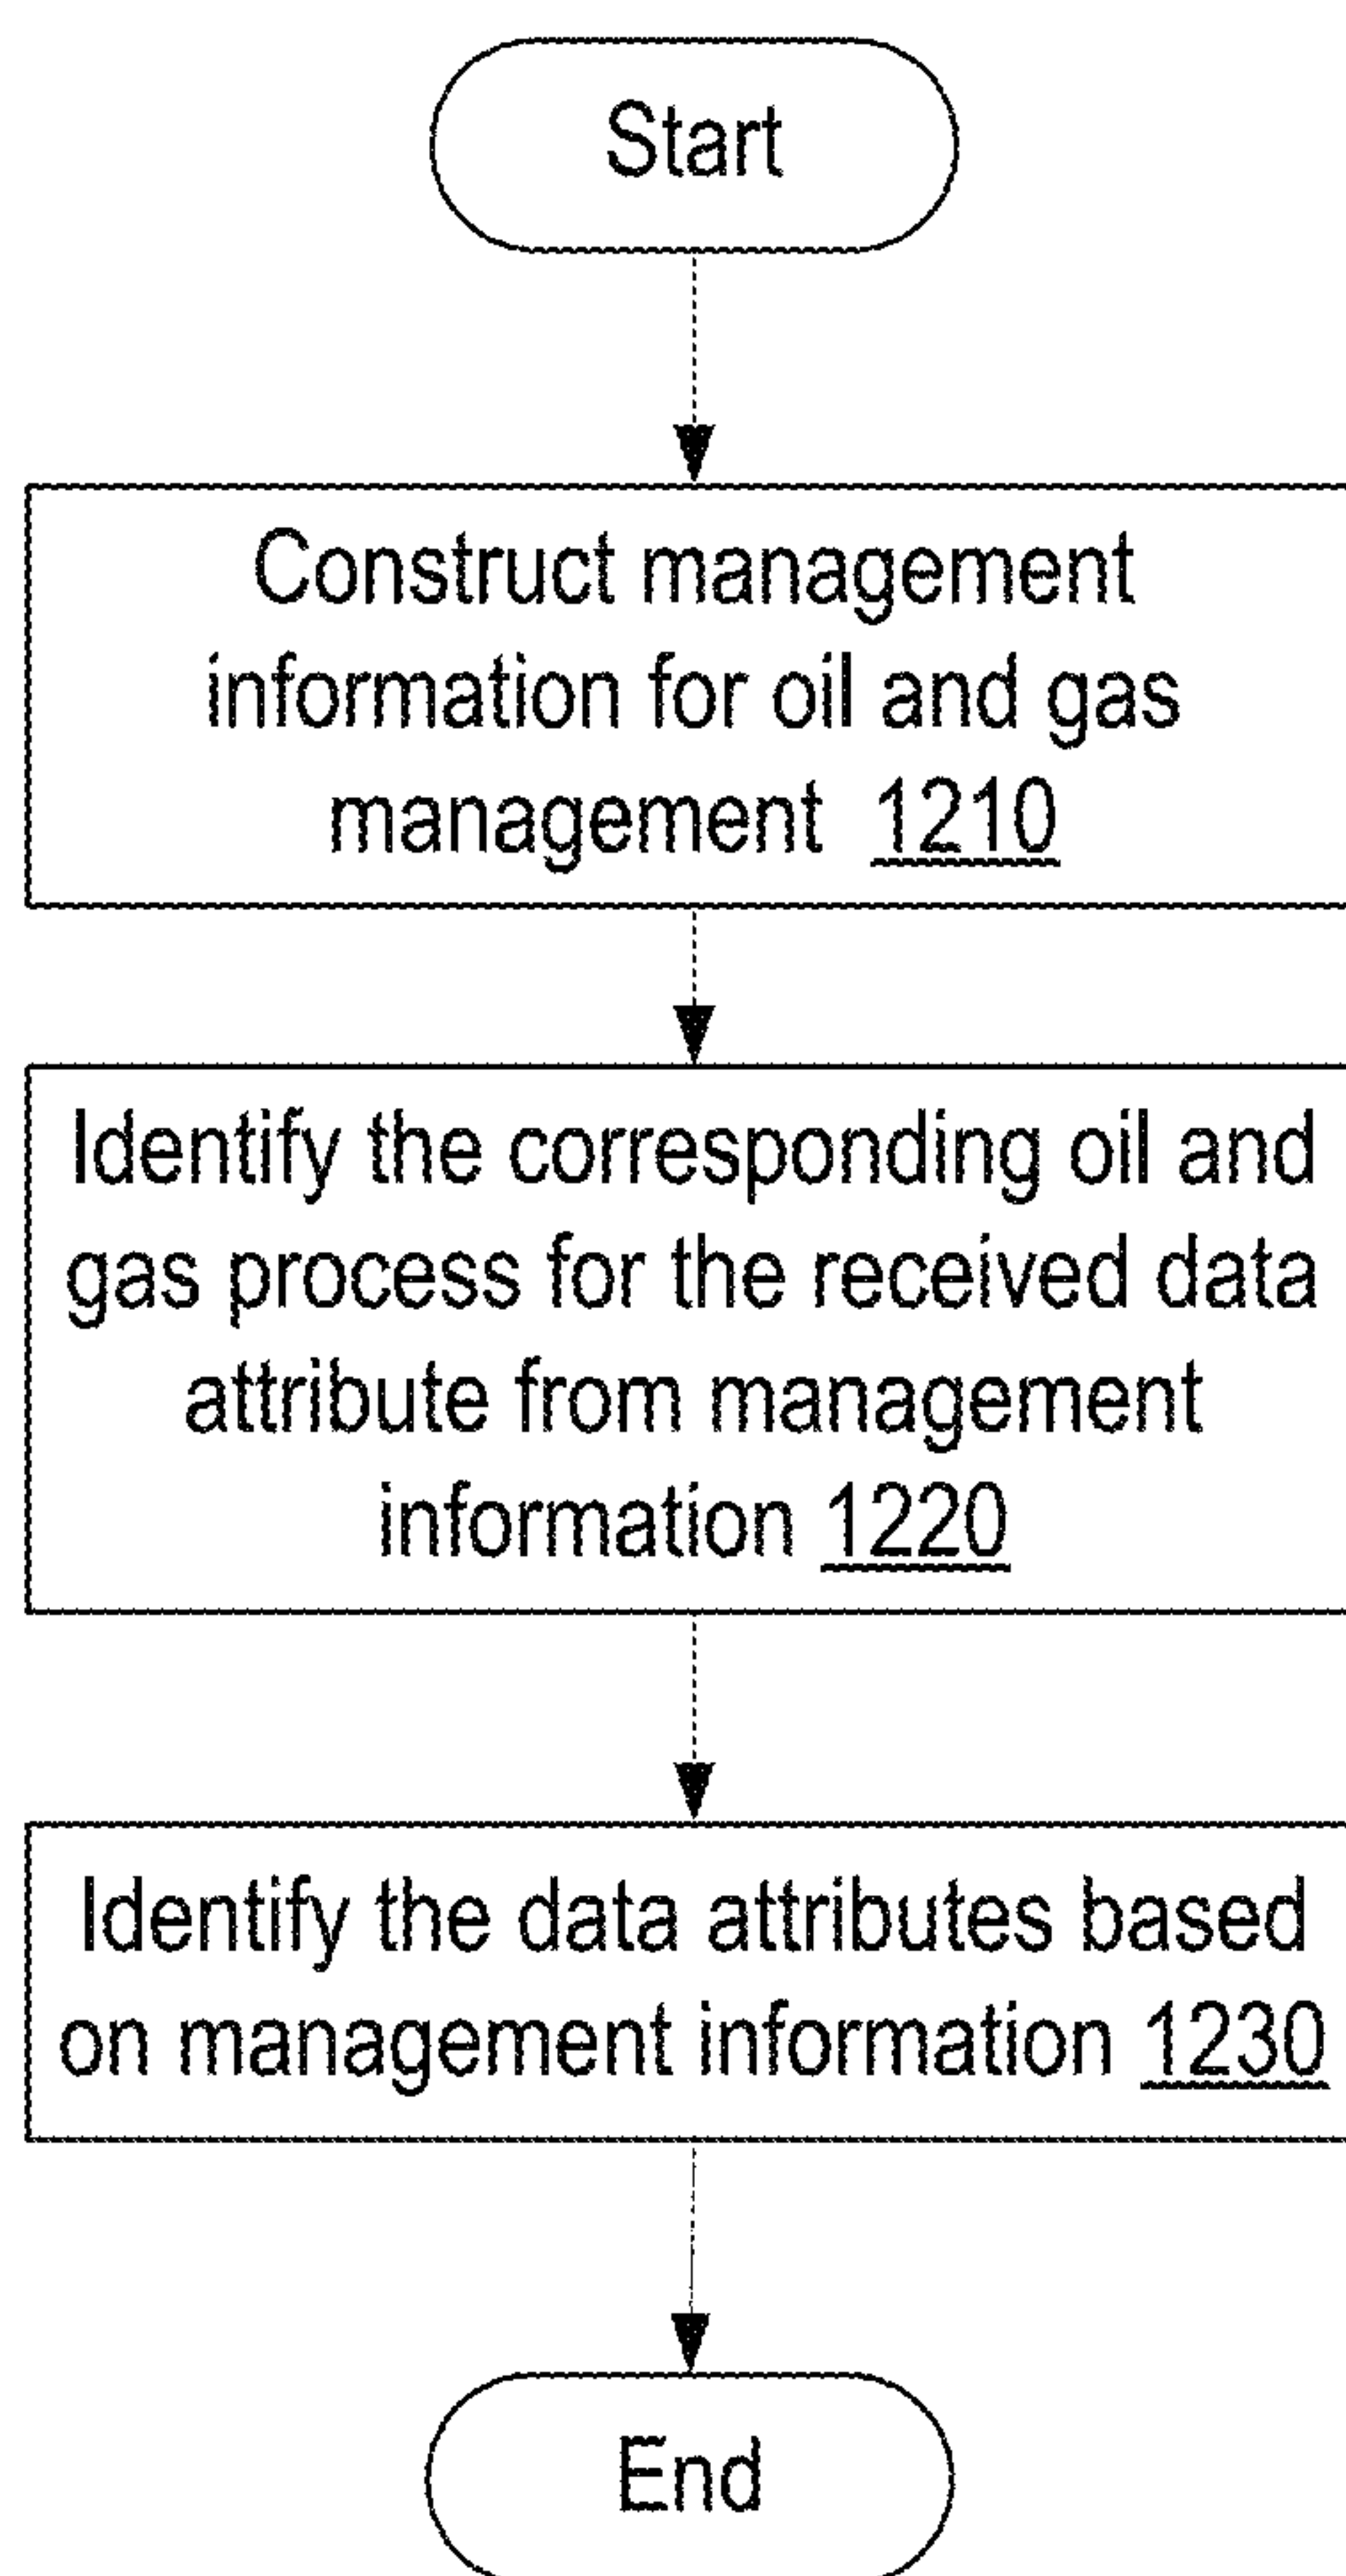 Start
Construct management
information for oil and gas
management 1210
Identify the corresponding oil and
gas process for the received data
attribute from management
information 1220
Identify the data attributes based
on management information 1230
End